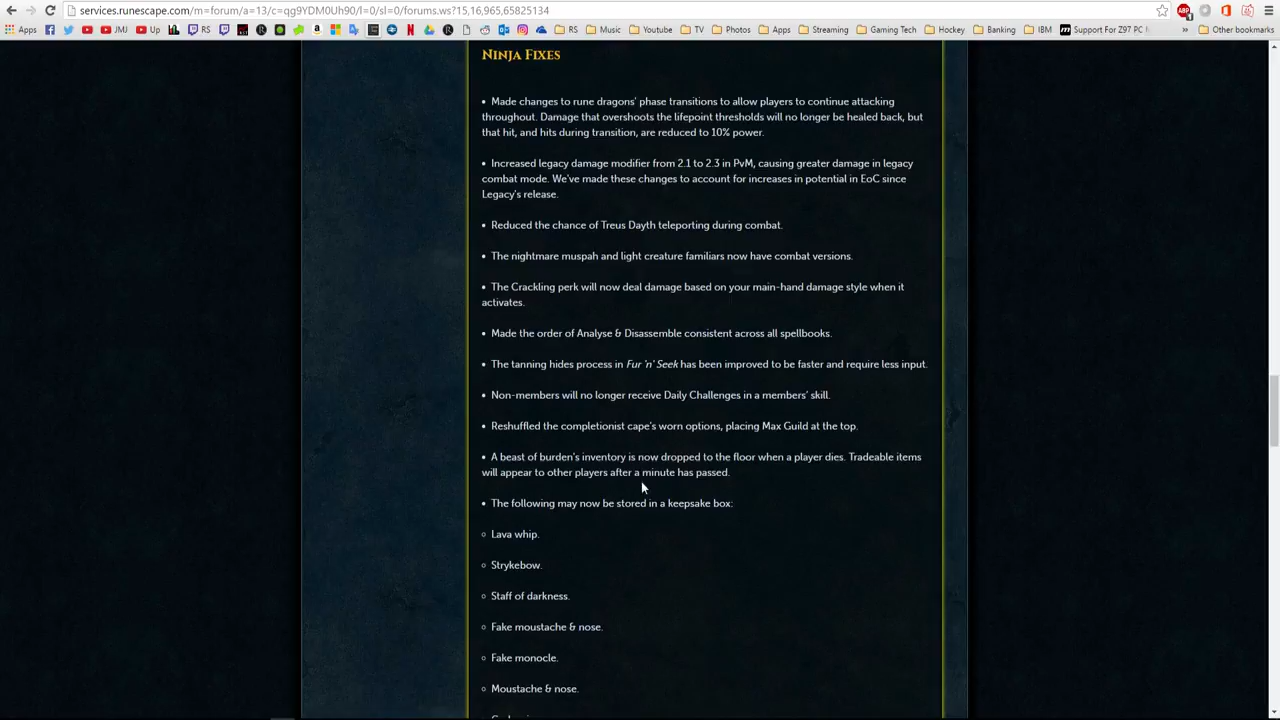 services.runescape.com/m=forum/a=13/c=qg9YDM0Uh90/l=0/sl=0/forums.ws?15,16,965,65825134
Apps
YouTube
JMJ
Up
RS
RS
Music
Youtube
TV
Photos
Apps
Streaming
Gaming Tech
Hockey
Banking
IBM
Support For Z97 PC
Other bookmarks
Ninja Fixes
• Made changes to rune dragons' phase transitions to allow players to continue attacking
throughout. Damage that overshoots the lifepoint thresholds will no longer be healed back, but
that hit, and hits during transition, are reduced to 10% power.
• Increased legacy damage modifier from 2.1 to 2.3 in PvM, causing greater damage in legacy
combat mode. We've made these changes to account for increases in potential in EoC since
Legacy's release.
• Reduced the chance of Treus Dayth teleporting during combat.
• The nightmare muspah and light creature familiars now have combat versions.
• The Crackling perk will now deal damage based on your main-hand damage style when it
activates.
• Made the order of Analyse & Disassemble consistent across all spellbooks.
• The tanning hides process in Fur 'n' Seek has been improved to be faster and require less input.
• Non-members will no longer receive Daily Challenges in a members' skill.
• Reshuffled the completionist cape's worn options, placing Max Guild at the top.
• A beast of burden's inventory is now dropped to the floor when a player dies. Tradeable items
will appear to other players after a minute has passed.
• The following may now be stored in a keepsake box:
○ Lava whip.
○ Strykebow.
○ Staff of darkness.
○ Fake moustache & nose.
○ Fake monocle.
○ Moustache & nose.